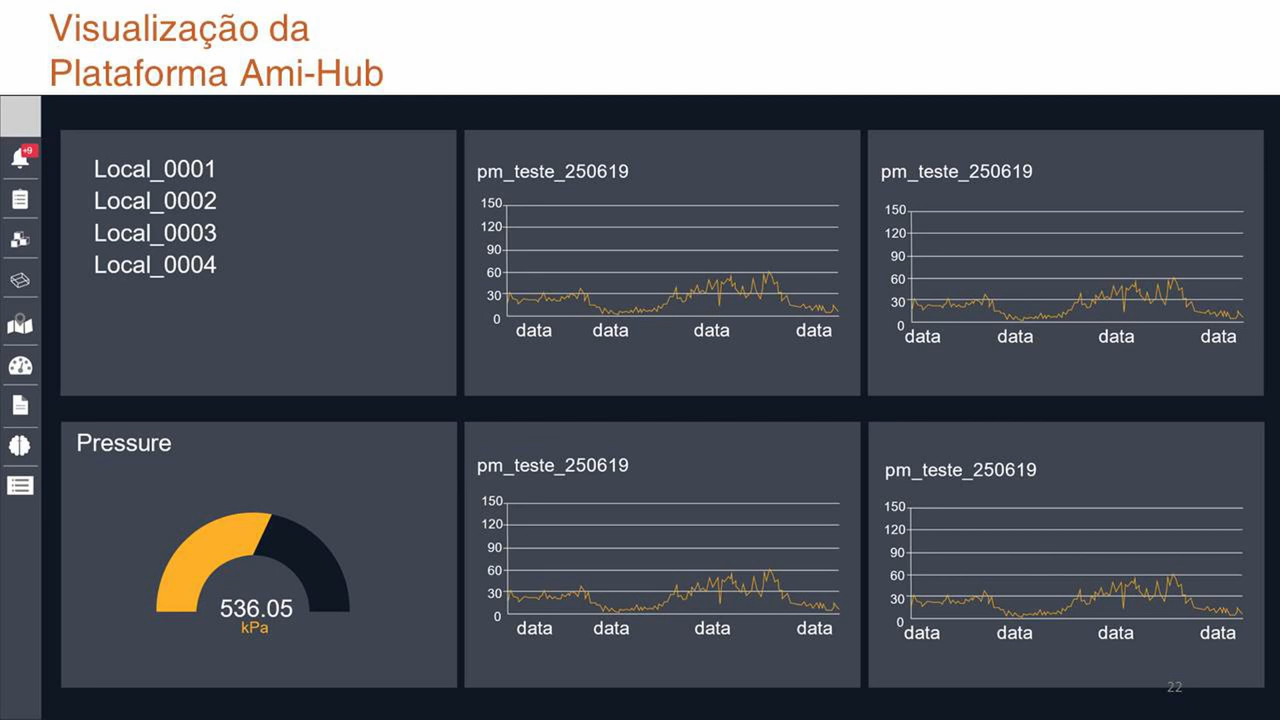 Visualização da
Plataforma Ami-Hub
+9
Local_0001
Local_0002
Local_0003
Local_0004
pm_teste_250619
150
120
90
60
30
0
data data data data
pm_teste_250619
150
120
90
60
30
0
data data data data
Pressure
536.05
kPa
pm_teste_250619
150
120
90
60
30
0
data data data data
pm_teste_250619
150
120
90
60
30
0
data data data data
22